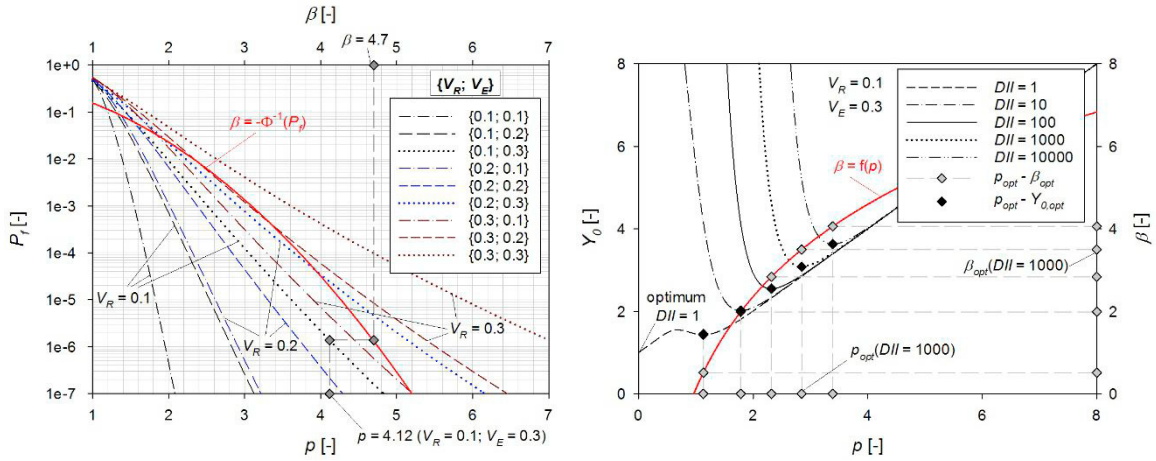 β [-]
1 2 3 4 5 6 7
β = 4.7
1e+0
1e-1
1e-2
1e-3
1e-4
1e-5
1e-6
1e-7
P_f [-]
{V_R; V_E}
{0.1; 0.1}
{0.1; 0.2}
{0.1; 0.3}
{0.2; 0.1}
{0.2; 0.2}
{0.2; 0.3}
{0.3; 0.1}
{0.3; 0.2}
{0.3; 0.3}
β = -Φ⁻¹(P_f)
V_R = 0.1
V_R = 0.2
V_R = 0.3
1 2 3 4 5 6 7
p = 4.12 (V_R = 0.1; V_E = 0.3)
p [-]
8
6
4
2
0
Y_0 [-]
V_R = 0.1
V_E = 0.3
DII = 1
DII = 10
DII = 100
DII = 1000
DII = 10000
p_opt - β_opt
p_opt - Y_0,opt
β = f(p)
optimum
DII = 1
β_opt(DII = 1000)
p_opt(DII = 1000)
8
6
4
2
0
β [-]
0 2 4 6 8
p [-]